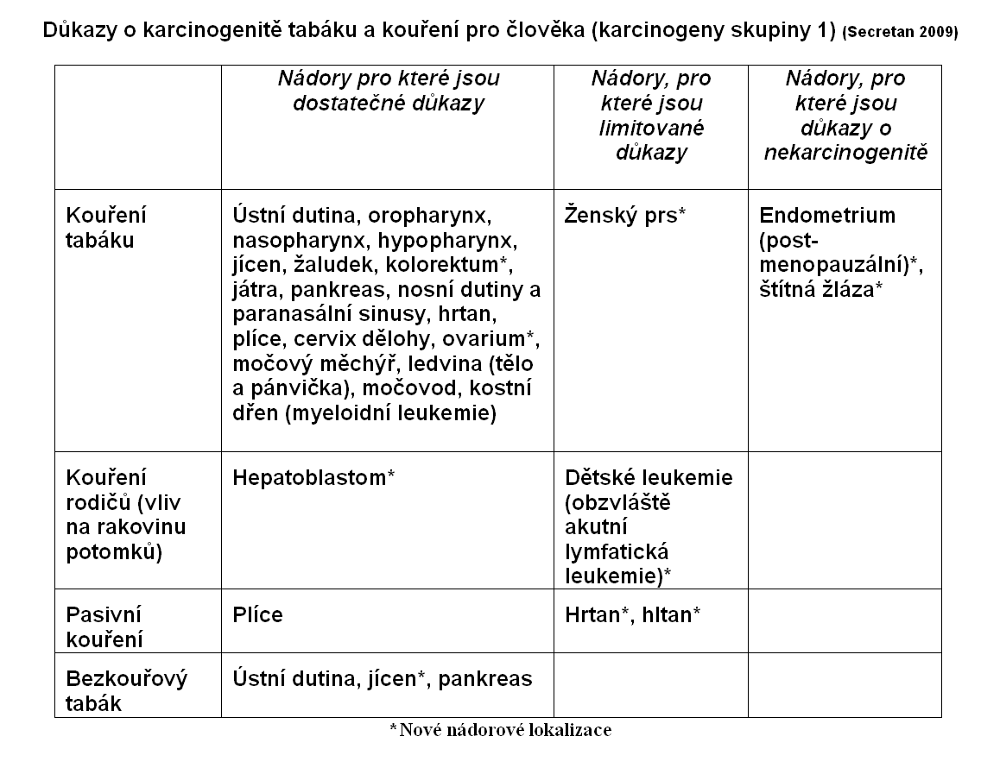 Důkazy o karcinogenitě tabáku a kouření pro člověka (karcinogeny skupiny 1) (Secretan 2009)
Nádory pro které jsou
dostatečné důkazy
Nádory, pro
které jsou
limitované
důkazy
Nádory, pro
které jsou
důkazy o
nekarcinogenitě
Kouření
tabáku
Ústní dutina, oropharynx,
nasopharynx, hypopharynx,
jícen, žaludek, kolorektum*,
játra, pankreas, nosní dutiny a
paranasální sinusy, hrtan,
plíce, cervix dělohy, ovarium*,
močový měchýř, ledvina (tělo
a pánvička), močovod, kostní
dřen (myeloidní leukemie)
Ženský prs*
Endometrium
(post-
menopauzální)*,
štítná žláza*
Kouření
rodičů (vliv
na rakovinu
potomků)
Hepatoblastom*
Dětské leukemie
(obzvláště
akutní
lymfatická
leukemie)*
Pasivní
kouření
Plíce
Hrtan*, hltan*
Bezkouřový
tabák
Ústní dutina, jícen*, pankreas
*Nové nádorové lokalizace